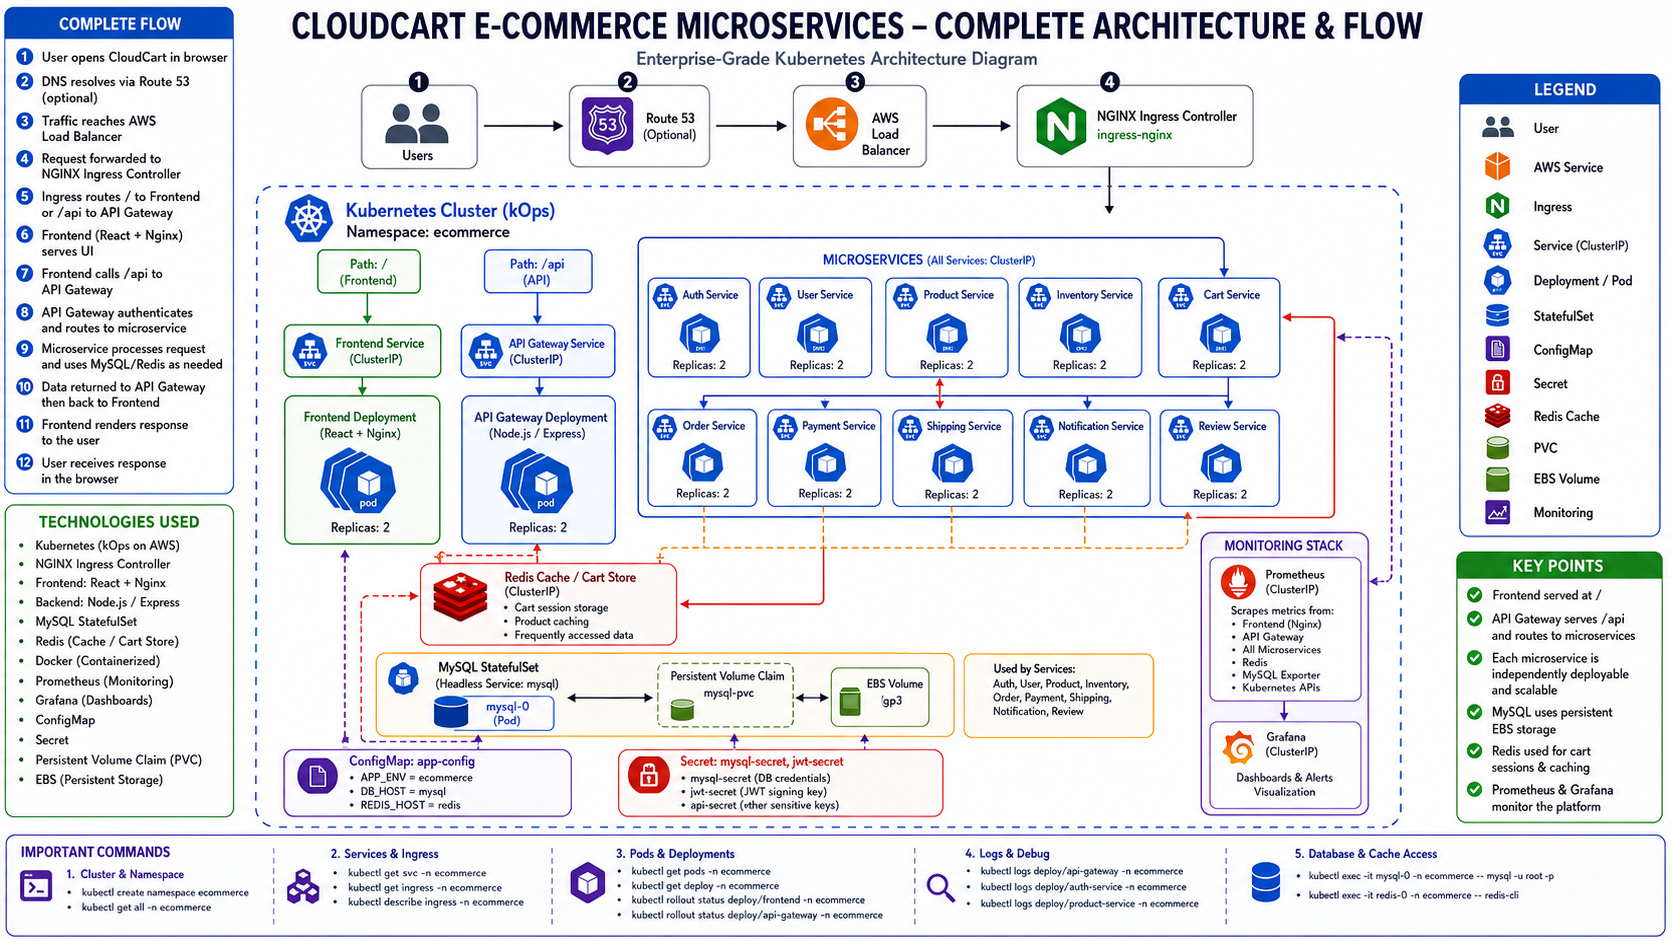 CLOUDCART E-COMMERCE MICROSERVICES – COMPLETE ARCHITECTURE & FLOW
Enterprise-Grade Kubernetes Architecture Diagram
COMPLETE FLOW
1 User opens CloudCart in browser
2 DNS resolves via Route 53
(optional)
3 Traffic reaches AWS
Load Balancer
4 Request forwarded to
NGINX Ingress Controller
5 Ingress routes / to Frontend
or /api to API Gateway
6 Frontend (React + Nginx)
serves UI
7 Frontend calls /api to
API Gateway
8 API Gateway authenticates
and routes to microservice
9 Microservice processes request
and uses MySQL/Redis as needed
10 Data returned to API Gateway
then back to Frontend
11 Frontend renders response
to the user
12 User receives response
in the browser
TECHNOLOGIES USED
• Kubernetes (kOps on AWS)
• NGINX Ingress Controller
• Frontend: React + Nginx
• Backend: Node.js / Express
• MySQL StatefulSet
• Redis (Cache / Cart Store)
• Docker (Containerized)
• Prometheus (Monitoring)
• Grafana (Dashboards)
• ConfigMap
• Secret
• Persistent Volume Claim (PVC)
• EBS (Persistent Storage)
1
Users
2
53
Route 53
(Optional)
3
AWS
Load
Balancer
4
N
NGINX Ingress Controller
ingress-nginx
Kubernetes Cluster (kOps)
Namespace: ecommerce
Path: /
(Frontend)
Path: /api
(API)
svc
Frontend Service
(ClusterIP)
svc
API Gateway Service
(ClusterIP)
Frontend Deployment
(React + Nginx)
pod
Replicas: 2
API Gateway Deployment
(Node.js / Express)
pod
Replicas: 2
MICROSERVICES (All Services: ClusterIP)
Auth Service
Replicas: 2
User Service
Replicas: 2
Product Service
Replicas: 2
Inventory Service
Replicas: 2
Cart Service
Replicas: 2
Order Service
Replicas: 2
Payment Service
Replicas: 2
Shipping Service
Replicas: 2
Notification Service
Replicas: 2
Review Service
Replicas: 2
Redis Cache / Cart Store
(ClusterIP)
• Cart session storage
• Product caching
• Frequently accessed data
MySQL StatefulSet
(Headless Service: mysql)
mysql-0
(Pod)
Persistent Volume Claim
mysql-pvc
EBS Volume
gp3
Used by Services:
Auth, User, Product, Inventory,
Order, Payment, Shipping,
Notification, Review
ConfigMap: app-config
• APP_ENV = ecommerce
• DB_HOST = mysql
• REDIS_HOST = redis
Secret: mysql-secret, jwt-secret
• mysql-secret (DB credentials)
• jwt-secret (JWT signing key)
• api-secret (other sensitive keys)
MONITORING STACK
Prometheus
(ClusterIP)
Scrapes metrics from:
• Frontend (Nginx)
• API Gateway
• All Microservices
• Redis
• MySQL Exporter
• Kubernetes APIs
Grafana
(ClusterIP)
Dashboards & Alerts
Visualization
LEGEND
User
AWS Service
N
Ingress
Service (ClusterIP)
Deployment / Pod
StatefulSet
ConfigMap
Secret
Redis Cache
PVC
EBS Volume
Monitoring
KEY POINTS
Frontend served at /
API Gateway serves /api
and routes to microservices
Each microservice is
independently deployable
and scalable
MySQL uses persistent
EBS storage
Redis used for cart
sessions & caching
Prometheus & Grafana
monitor the platform
IMPORTANT COMMANDS
1. Cluster & Namespace
• kubectl create namespace ecommerce
• kubectl get all -n ecommerce
2. Services & Ingress
• kubectl get svc -n ecommerce
• kubectl get ingress -n ecommerce
• kubectl describe ingress -n ecommerce
3. Pods & Deployments
• kubectl get pods -n ecommerce
• kubectl get deploy -n ecommerce
• kubectl rollout status deploy/frontend -n ecommerce
• kubectl rollout status deploy/api-gateway -n ecommerce
4. Logs & Debug
• kubectl logs deploy/api-gateway -n ecommerce
• kubectl logs deploy/auth-service -n ecommerce
• kubectl logs deploy/product-service -n ecommerce
5. Database & Cache Access
• kubectl exec -it mysql-0 -n ecommerce -- mysql -u root -p
• kubectl exec -it redis-0 -n ecommerce -- redis-cli